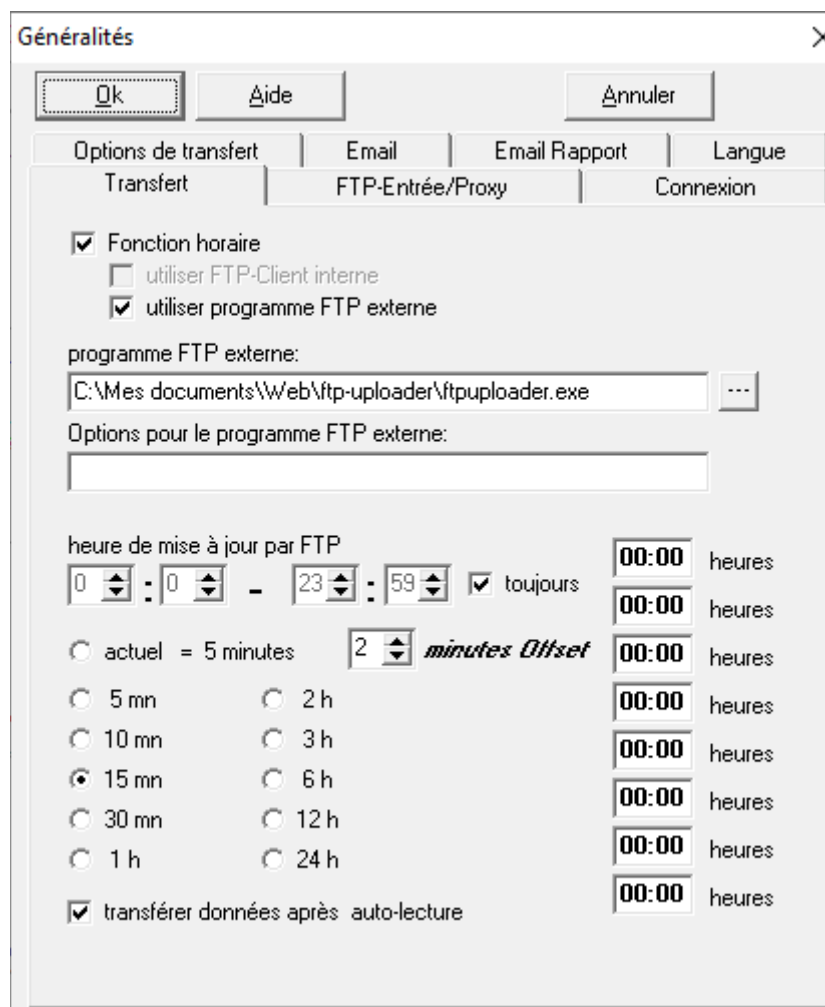 Généralités
Ok Aide Annuler
Options de transfert Email Email Rapport Langue
Transfert FTP-Entrée/Proxy Connexion
Fonction horaire
utiliser FTP-Client interne
utiliser programme FTP externe
programme FTP externe:
C:\Mes documents\Web\ftp-uploader\ftpuploader.exe ...
Options pour le programme FTP externe:
heure de mise à jour par FTP
0 : 0 - 23 : 59 toujours
actuel = 5 minutes 2 minutes Offset
5 mn 2 h
10 mn 3 h
15 mn 6 h
30 mn 12 h
1 h 24 h
transférer données après auto-lecture
00:00 heures
00:00 heures
00:00 heures
00:00 heures
00:00 heures
00:00 heures
00:00 heures
00:00 heures